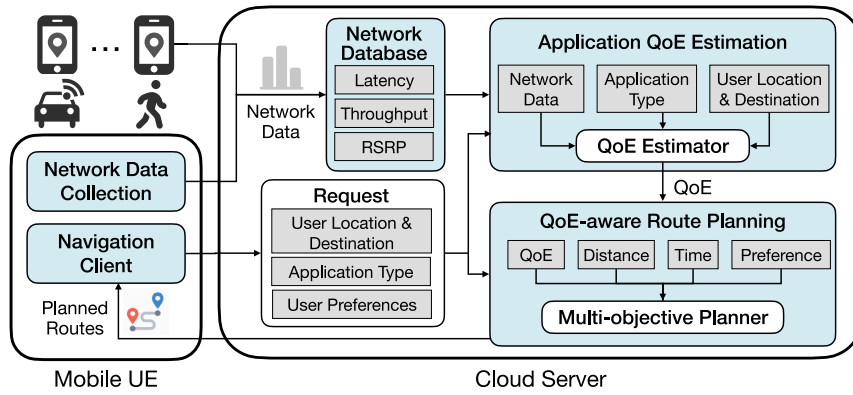 ...
Network Data
Collection
Navigation
Client
Planned
Routes
Mobile UE
Network
Data
Network
Database
Latency
Throughput
RSRP
Request
User Location &
Destination
Application Type
User Preferences
Application QoE Estimation
Network
Data
Application
Type
User Location
& Destination
QoE Estimator
QoE
QoE-aware Route Planning
QoE
Distance
Time
Preference
Multi-objective Planner
Cloud Server